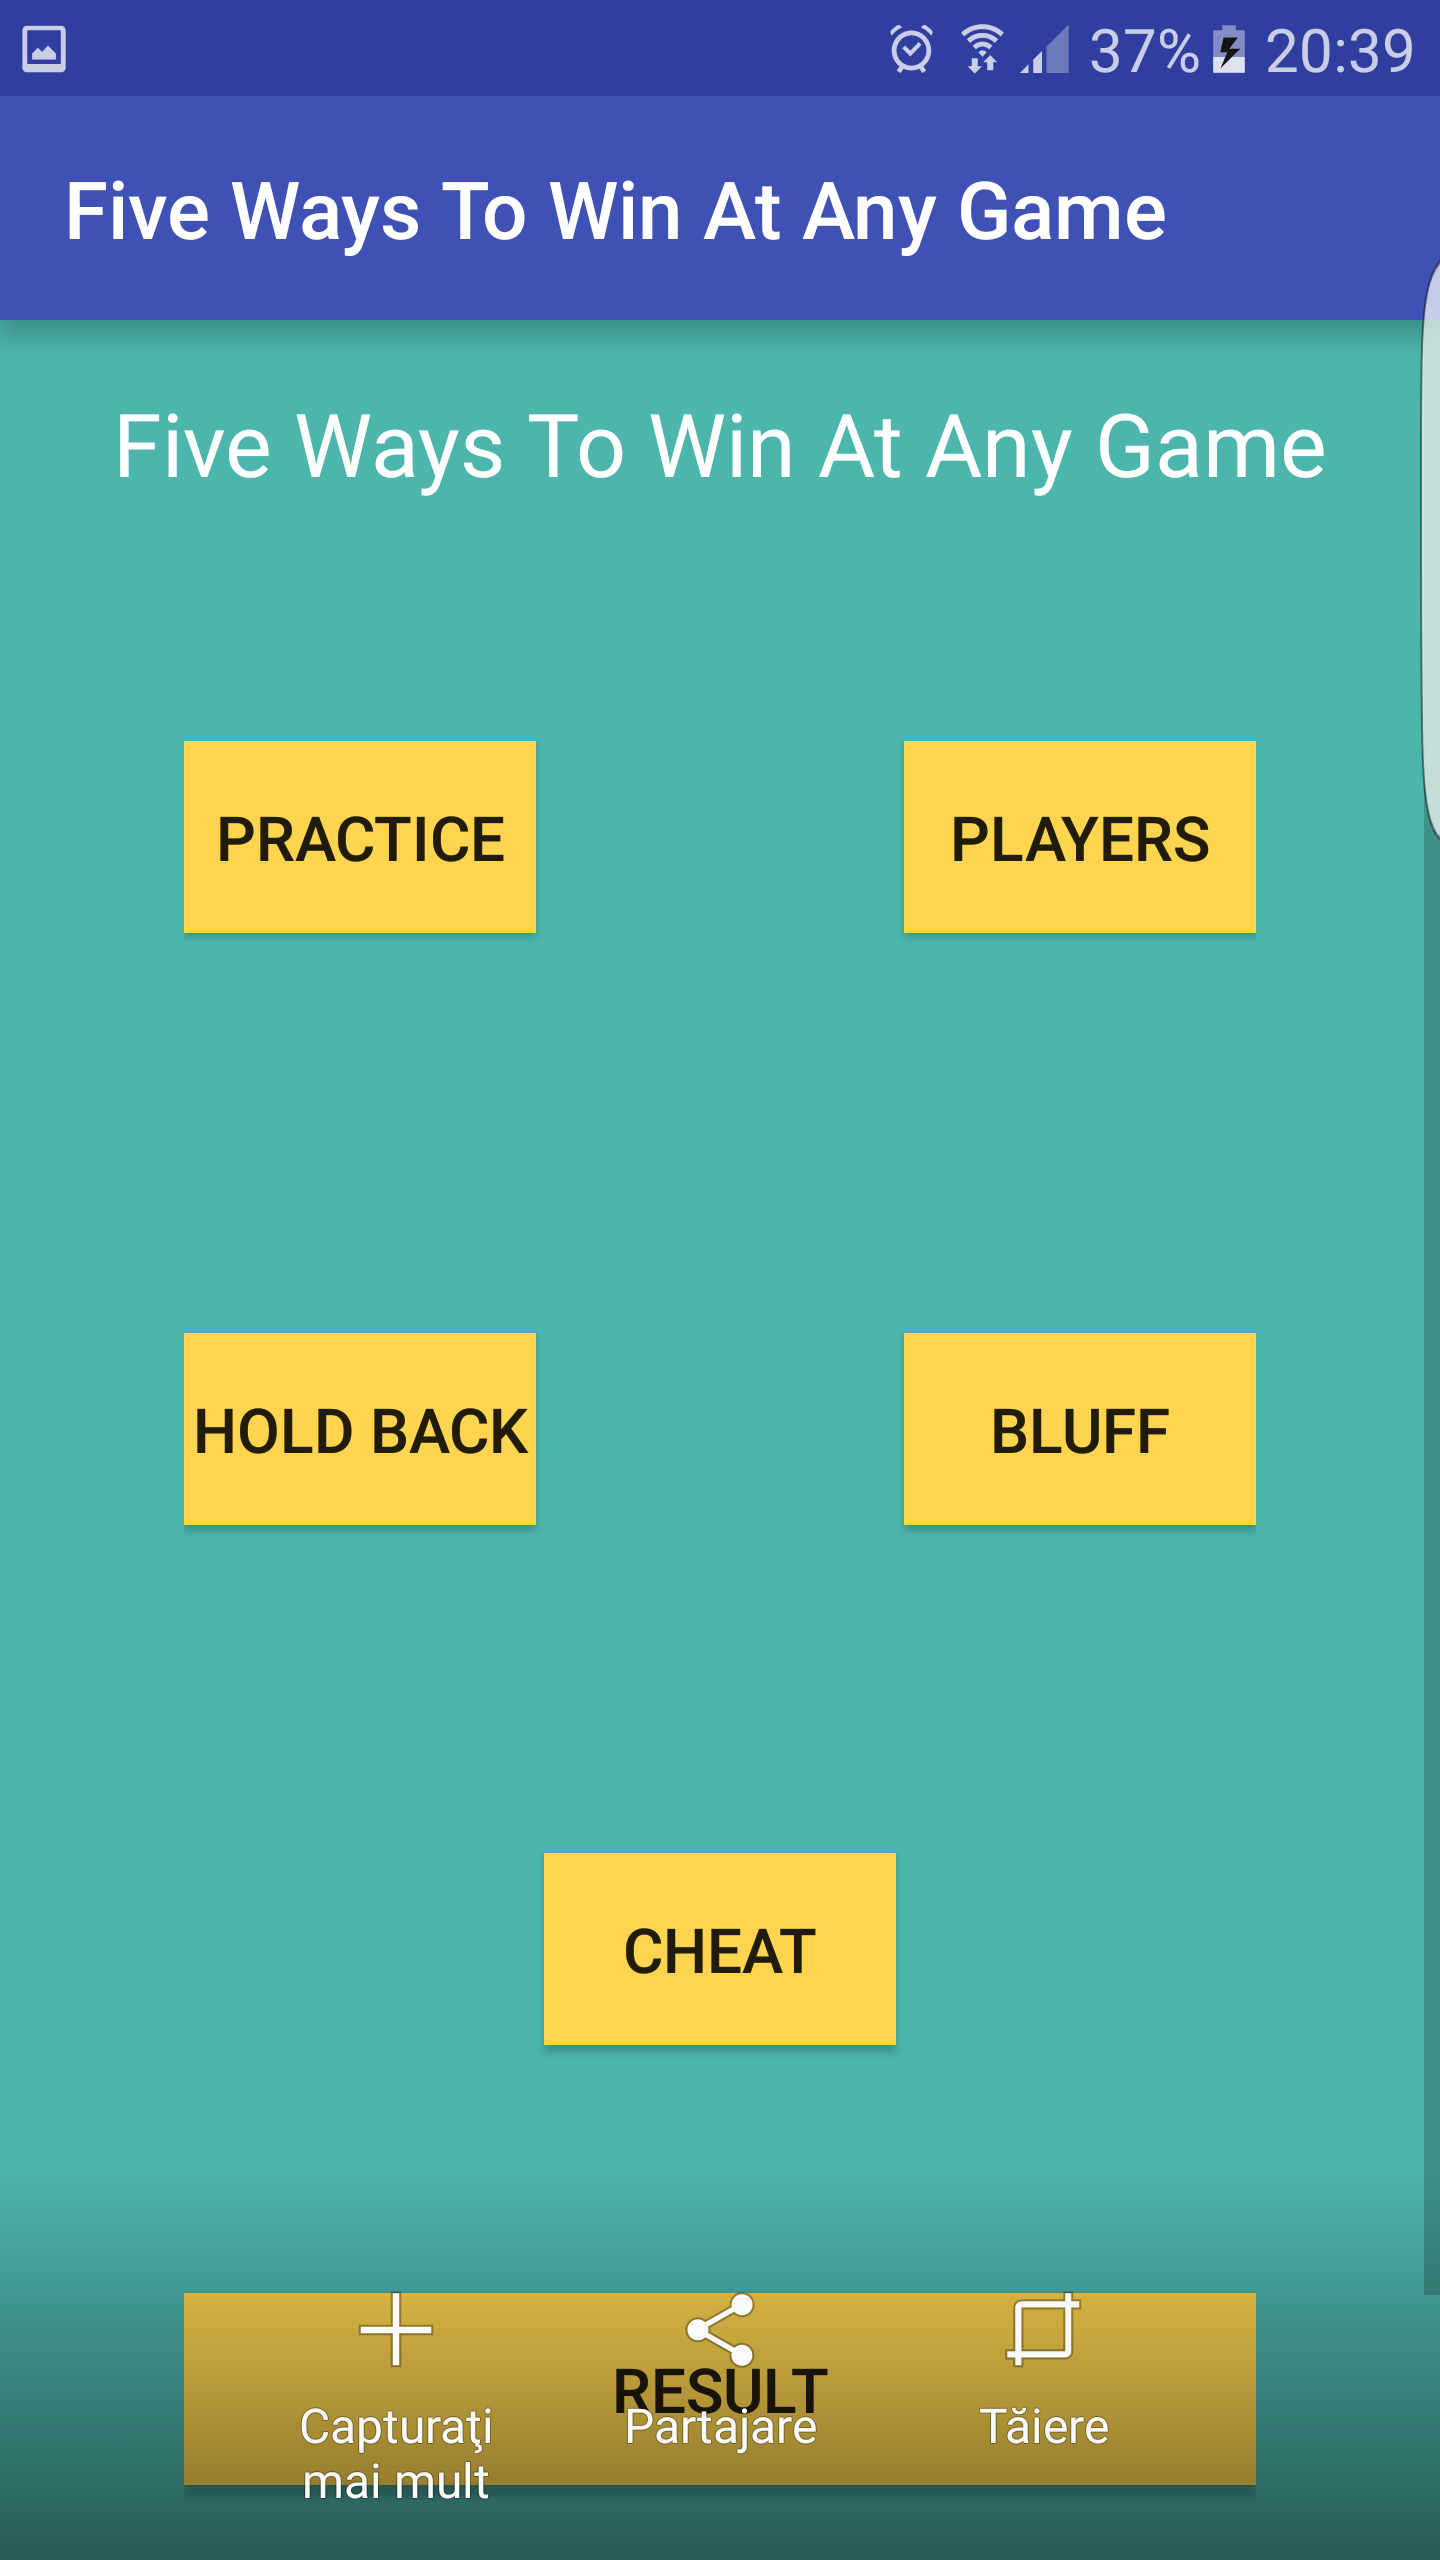 37% 20:39
Five Ways To Win At Any Game
Five Ways To Win At Any Game
PRACTICE PLAYERS
HOLD BACK BLUFF
CHEAT
RESULT
Capturaţi mai mult
Partajare
Tăiere